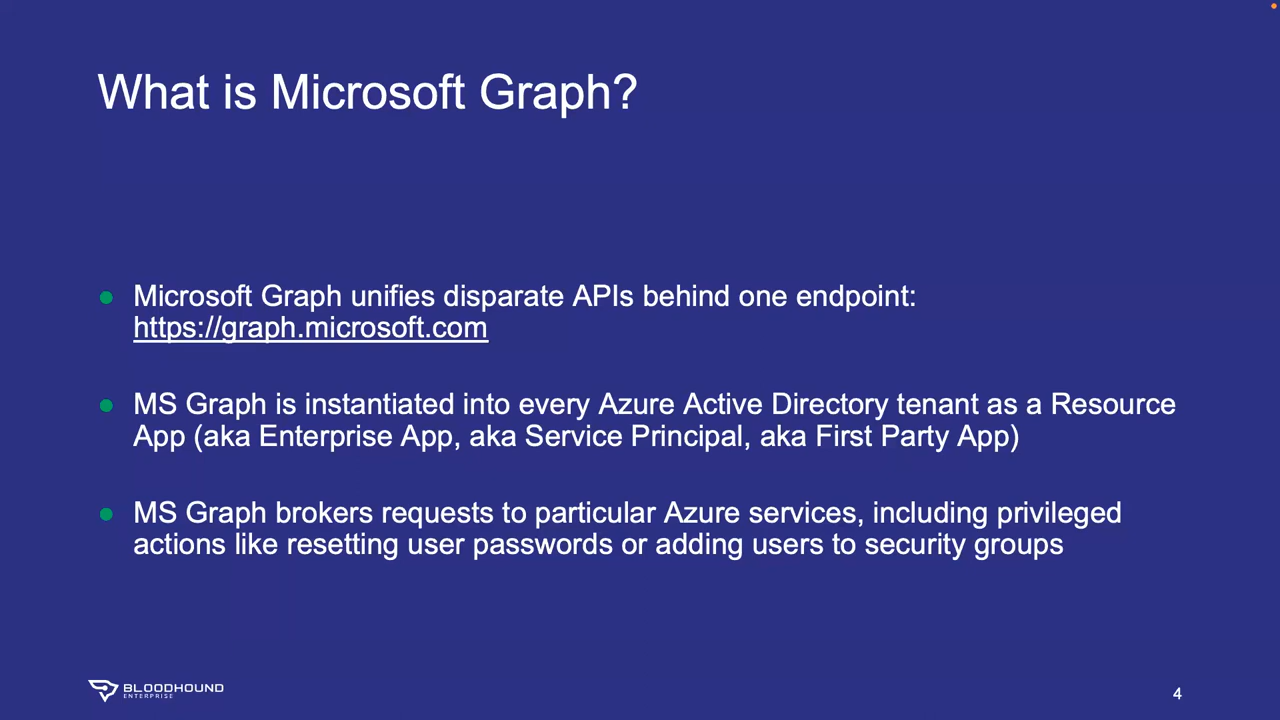 What is Microsoft Graph?
Microsoft Graph unifies disparate APIs behind one endpoint:
https://graph.microsoft.com
MS Graph is instantiated into every Azure Active Directory tenant as a Resource
App (aka Enterprise App, aka Service Principal, aka First Party App)
MS Graph brokers requests to particular Azure services, including privileged
actions like resetting user passwords or adding users to security groups
BLOODHOUND
ENTERPRISE
4